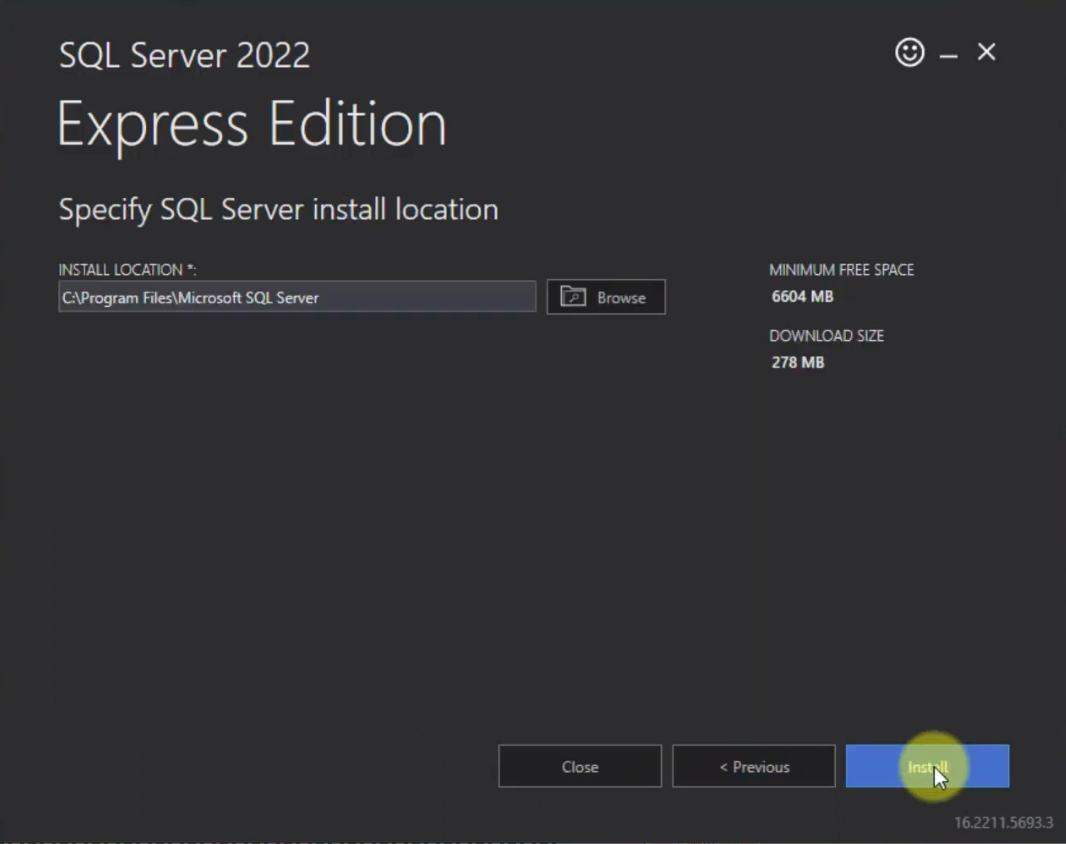 SQL Server 2022
Express Edition
Specify SQL Server install location
INSTALL LOCATION *:
C:\Program Files\Microsoft SQL Server
Browse
MINIMUM FREE SPACE
6604 MB
DOWNLOAD SIZE
278 MB
Close
< Previous
Install
16.2211.5693.3